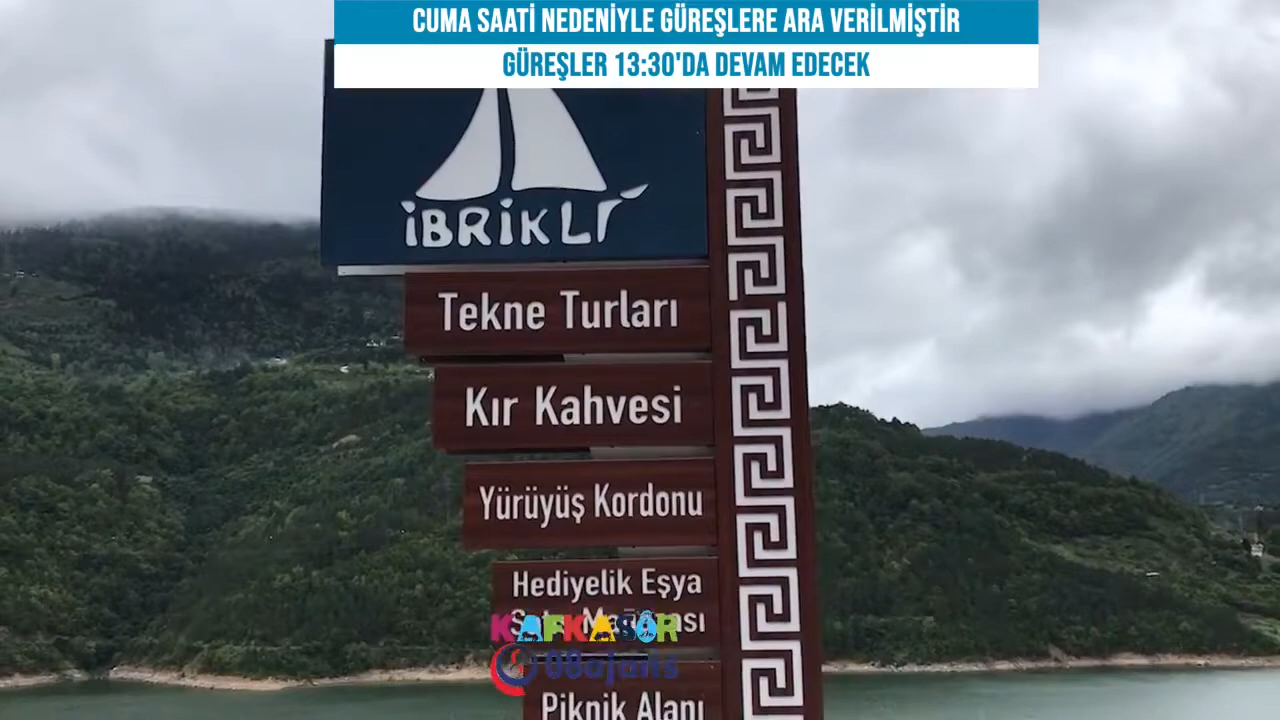 CUMA SAATİ NEDENİYLE GÜREŞLERE ARA VERİLMİŞTİR
GÜREŞLER 13:30'DA DEVAM EDECEK
İBRİKLİ
Tekne Turları
Kır Kahvesi
Yürüyüş Kordonu
Hediyelik Eşya
KAFKASÖR
08ajans
Piknik Alanı